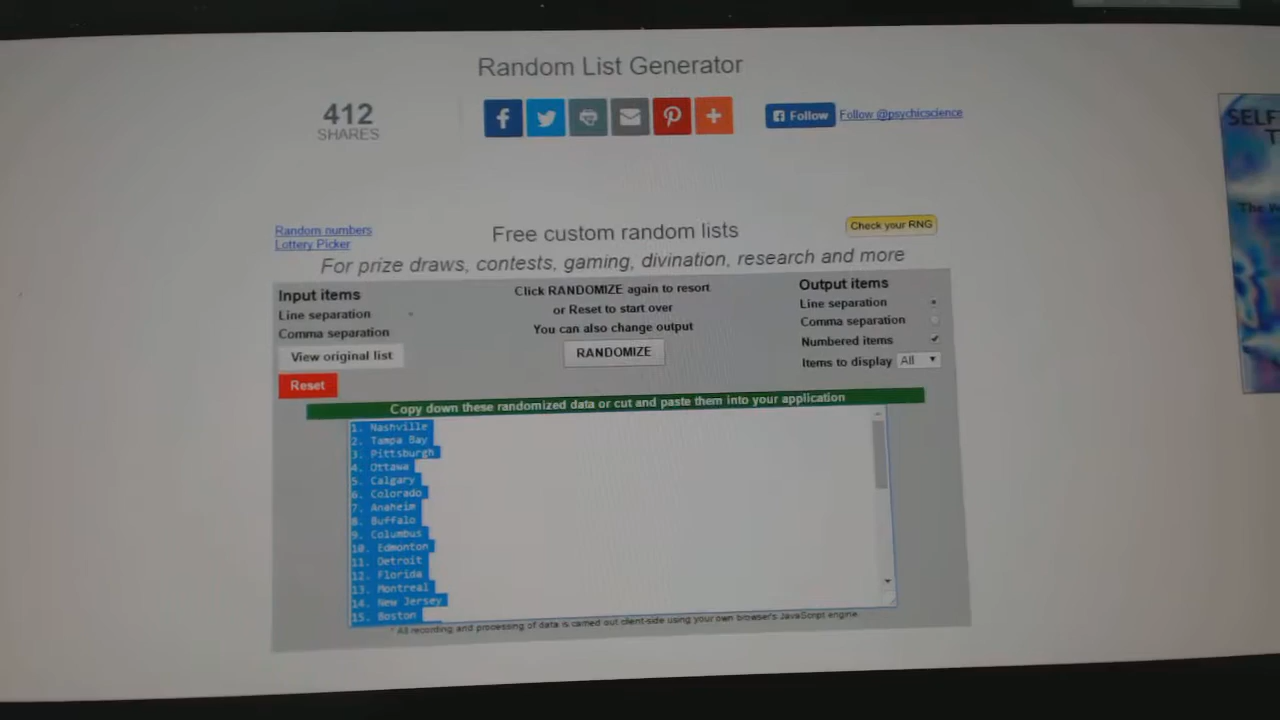 Random List Generator
412
SHARES
Follow
Follow @psychicscience
SELF
T
The
Random numbers
Lottery Picker
Free custom random lists
Check your RNG
For prize draws, contests, gaming, divination, research and more
Input items
Line separation
Comma separation
View original list
Reset
Click RANDOMIZE again to resort
or Reset to start over
You can also change output
RANDOMIZE
Output items
Line separation
Comma separation
Numbered items
Items to display All
Copy down these randomized data or cut and paste them into your application
1. Nashville
2. Tampa Bay
3. Pittsburgh
4. Ottawa
5. Calgary
6. Colorado
7. Anaheim
8. Buffalo
9. Columbus
10. Edmonton
11. Detroit
12. Florida
13. Montreal
14. New Jersey
15. Boston
* All recording and processing of data is carried out client-side using your own browser's JavaScript engine.